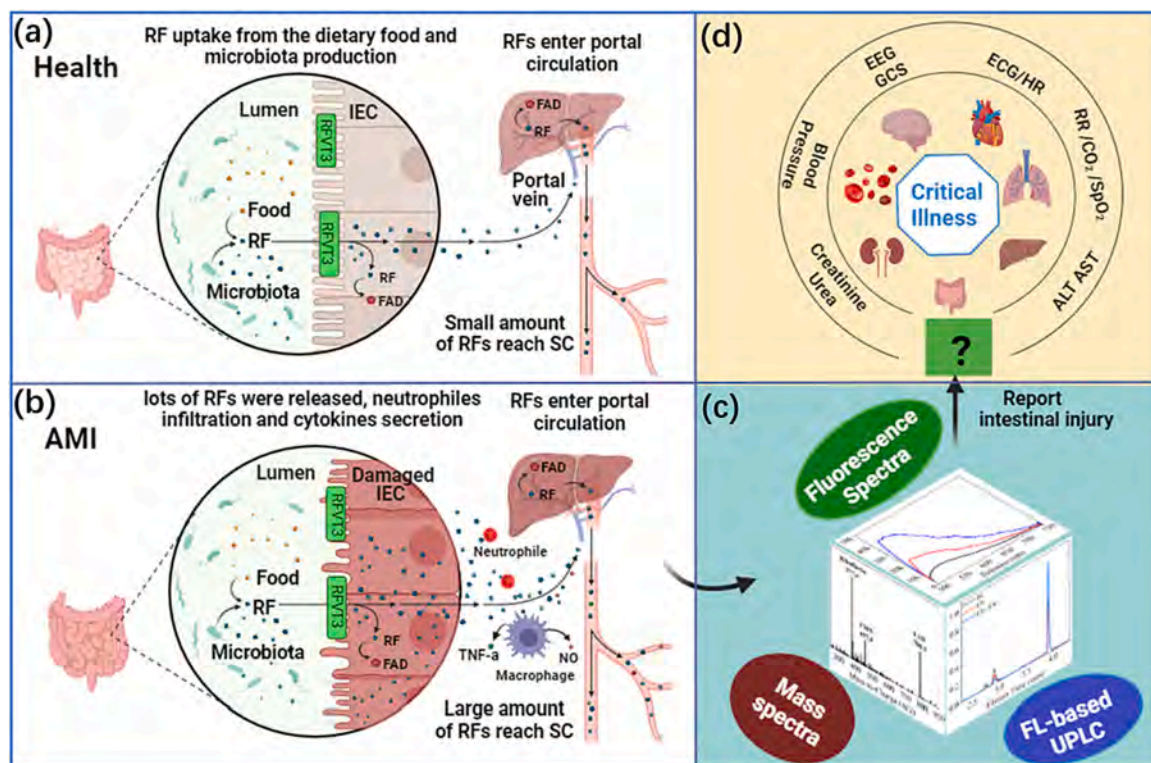 (a)
Health
RF uptake from the dietary food and
microbiota production
Lumen
IEC
RFVT3
RFVT3
Food
RF
Microbiota
RF
FAD
RFs enter portal
circulation
FAD
RF
Portal
vein
Small amount
of RFs reach SC
(b)
AMI
lots of RFs were released, neutrophiles
infiltration and cytokines secretion
Lumen
Damaged
IEC
RFVT3
RFVT3
Food
RF
Microbiota
RF
FAD
RFs enter portal
circulation
FAD
RF
Neutrophile
TNF-a
NO
Macrophage
Large amount
of RFs reach SC
(d)
EEG
GCS
ECG/HR
RR /CO₂ /SpO₂
ALT AST
Blood
Pressure
Creatinine
Urea
Critical
Illness
?
(c)
Report
intestinal injury
Fluorescence
Spectra
Mass
spectra
FL-based
UPLC